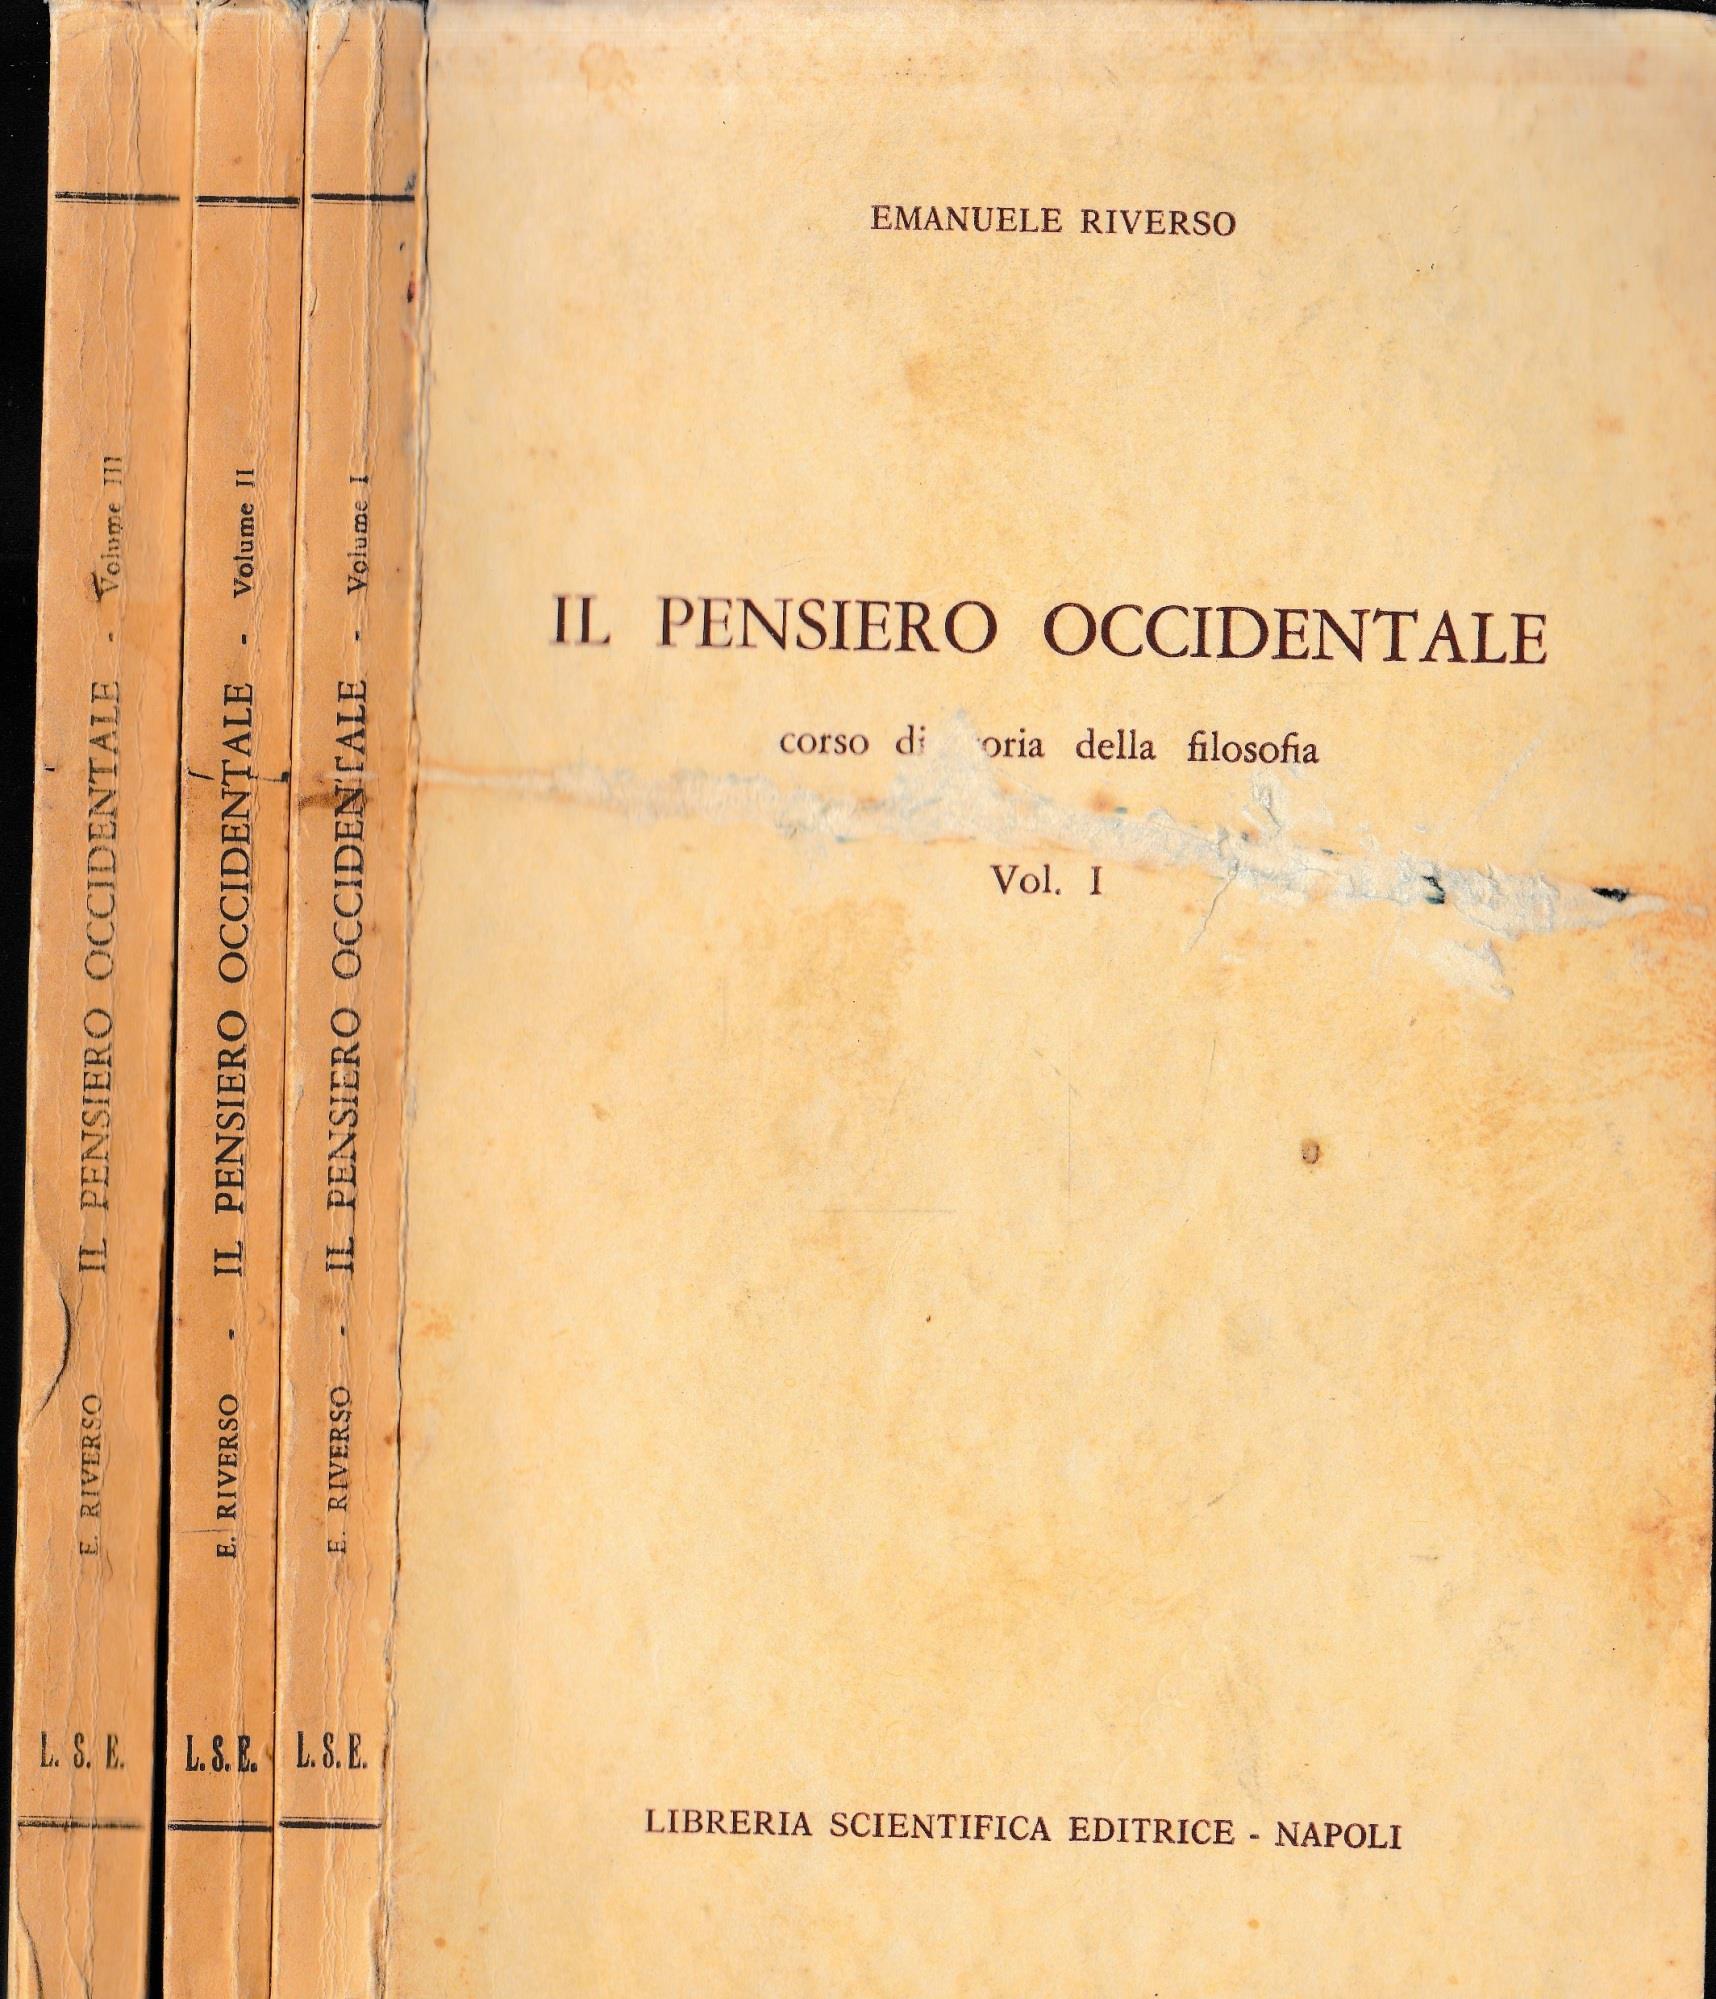 E. RIVERSO - IL PENSIERO OCCIDENTALE - Volume III
L. S. E.
E. RIVERSO - IL PENSIERO OCCIDENTALE - Volume II
L. S. E.
E. RIVERSO - IL PENSIERO OCCIDENTALE - Volume I
L. S. E.
EMANUELE RIVERSO
IL PENSIERO OCCIDENTALE
corso di oria della filosofia
Vol. I
LIBRERIA SCIENTIFICA EDITRICE - NAPOLI